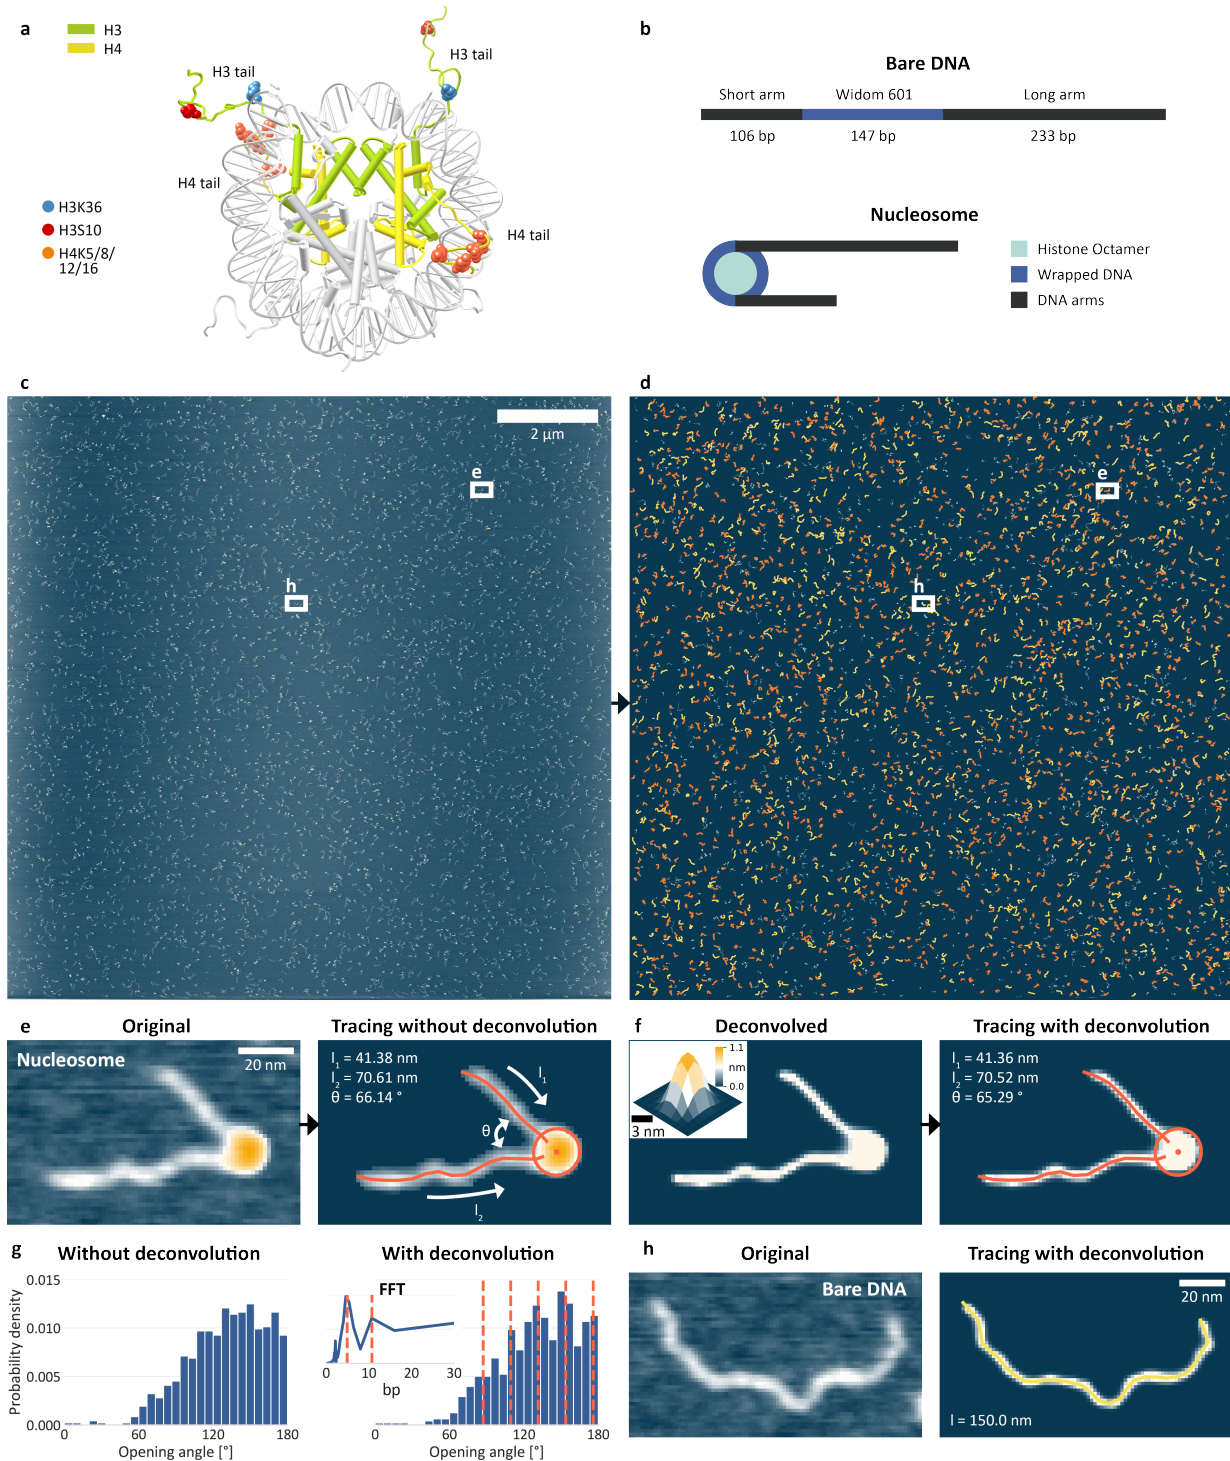 a
H3
H4
H3 tail
H3 tail
H4 tail
H4 tail
H3K36
H3S10
H4K5/8/
12/16
b
Bare DNA
Short arm
Widom 601
Long arm
106 bp
147 bp
233 bp
Nucleosome
Histone Octamer
Wrapped DNA
DNA arms
c
2 µm
e
h
d
e
h
e
Original
Nucleosome
20 nm
Tracing without deconvolution
l1 = 41.38 nm
l2 = 70.61 nm
θ = 66.14 °
l1
θ
l2
f
Deconvolved
1.1
nm
0.0
3 nm
Tracing with deconvolution
l1 = 41.36 nm
l2 = 70.52 nm
θ = 65.29 °
g
Without deconvolution
Probability density
0.015
0.010
0.005
0.000
0
60
120
180
Opening angle [°]
With deconvolution
FFT
0
10
20
30
bp
0
60
120
180
Opening angle [°]
h
Original
Bare DNA
Tracing with deconvolution
20 nm
l = 150.0 nm